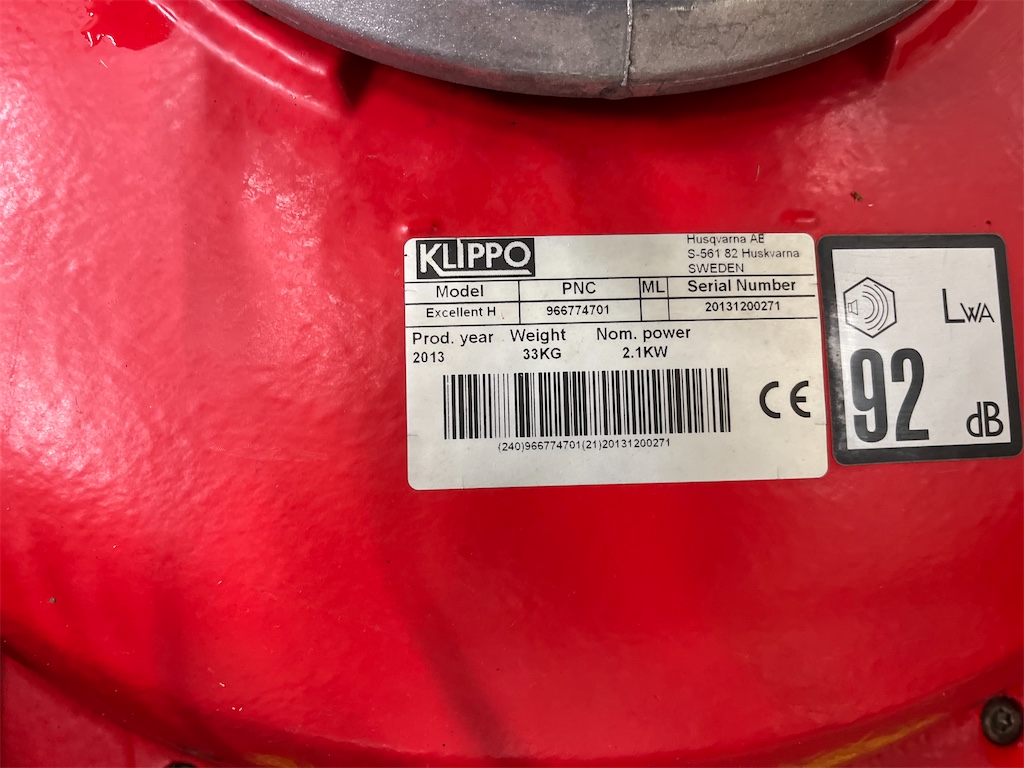 KLIPPO
Husqvarna AB
S-561 82 Huskvarna
SWEDEN
Model PNC ML Serial Number
Excellent H 966774701 20131200271
Prod. year Weight Nom. power
2013 33KG 2.1KW
CE
(240)966774701(21)20131200271
LWA
92
dB